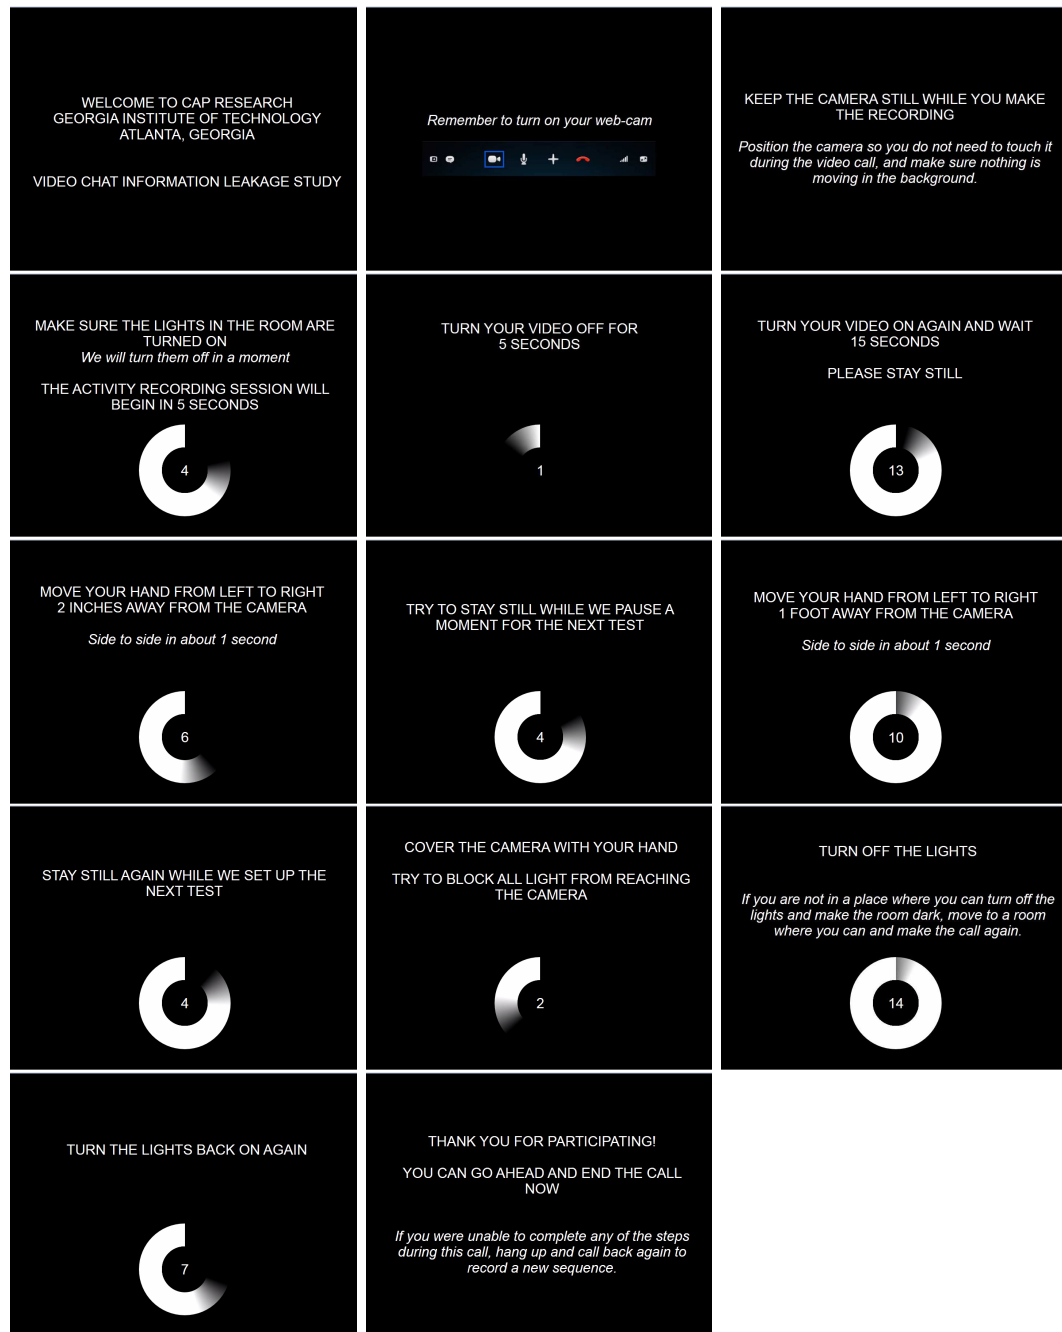 WELCOME TO CAP RESEARCH
GEORGIA INSTITUTE OF TECHNOLOGY
ATLANTA, GEORGIA
VIDEO CHAT INFORMATION LEAKAGE STUDY
Remember to turn on your web-cam
KEEP THE CAMERA STILL WHILE YOU MAKE
THE RECORDING
Position the camera so you do not need to touch it
during the video call, and make sure nothing is
moving in the background.
MAKE SURE THE LIGHTS IN THE ROOM ARE
TURNED ON
We will turn them off in a moment
THE ACTIVITY RECORDING SESSION WILL
BEGIN IN 5 SECONDS
4
TURN YOUR VIDEO OFF FOR
5 SECONDS
1
TURN YOUR VIDEO ON AGAIN AND WAIT
15 SECONDS
PLEASE STAY STILL
13
MOVE YOUR HAND FROM LEFT TO RIGHT
2 INCHES AWAY FROM THE CAMERA
Side to side in about 1 second
6
TRY TO STAY STILL WHILE WE PAUSE A
MOMENT FOR THE NEXT TEST
4
MOVE YOUR HAND FROM LEFT TO RIGHT
1 FOOT AWAY FROM THE CAMERA
Side to side in about 1 second
10
STAY STILL AGAIN WHILE WE SET UP THE
NEXT TEST
4
COVER THE CAMERA WITH YOUR HAND
TRY TO BLOCK ALL LIGHT FROM REACHING
THE CAMERA
2
TURN OFF THE LIGHTS
If you are not in a place where you can turn off the
lights and make the room dark, move to a room
where you can and make the call again.
14
TURN THE LIGHTS BACK ON AGAIN
7
THANK YOU FOR PARTICIPATING!
YOU CAN GO AHEAD AND END THE CALL
NOW
If you were unable to complete any of the steps
during this call, hang up and call back again to
record a new sequence.